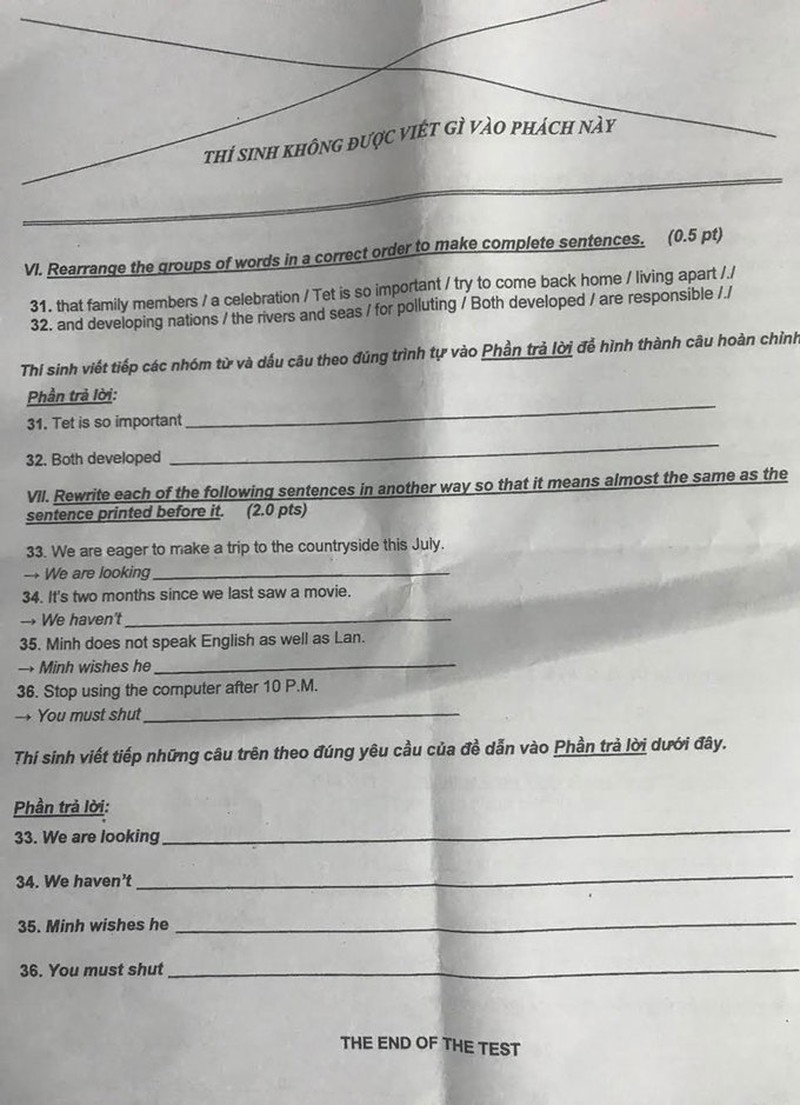 THÍ SINH KHÔNG ĐƯỢC VIẾT GÌ VÀO PHÁCH NÀY
VI. Rearrange the groups of words in a correct order to make complete sentences. (0.5 pt)
31. that family members / a celebration / Tet is so important / try to come back home / living apart /./
32. and developing nations / the rivers and seas / for polluting / Both developed / are responsible /./
Thí sinh viết tiếp các nhóm từ và dấu câu theo đúng trình tự vào Phần trả lời để hình thành câu hoàn chỉnh
Phần trả lời:
31. Tet is so important
32. Both developed
VII. Rewrite each of the following sentences in another way so that it means almost the same as the
sentence printed before it. (2.0 pts)
33. We are eager to make a trip to the countryside this July.
→ We are looking
34. It's two months since we last saw a movie.
→ We haven't
35. Minh does not speak English as well as Lan.
→ Minh wishes he
36. Stop using the computer after 10 P.M.
→ You must shut
Thí sinh viết tiếp những câu trên theo đúng yêu cầu của đề dẫn vào Phần trả lời dưới đây.
Phần trả lời:
33. We are looking
34. We haven't
35. Minh wishes he
36. You must shut
THE END OF THE TEST